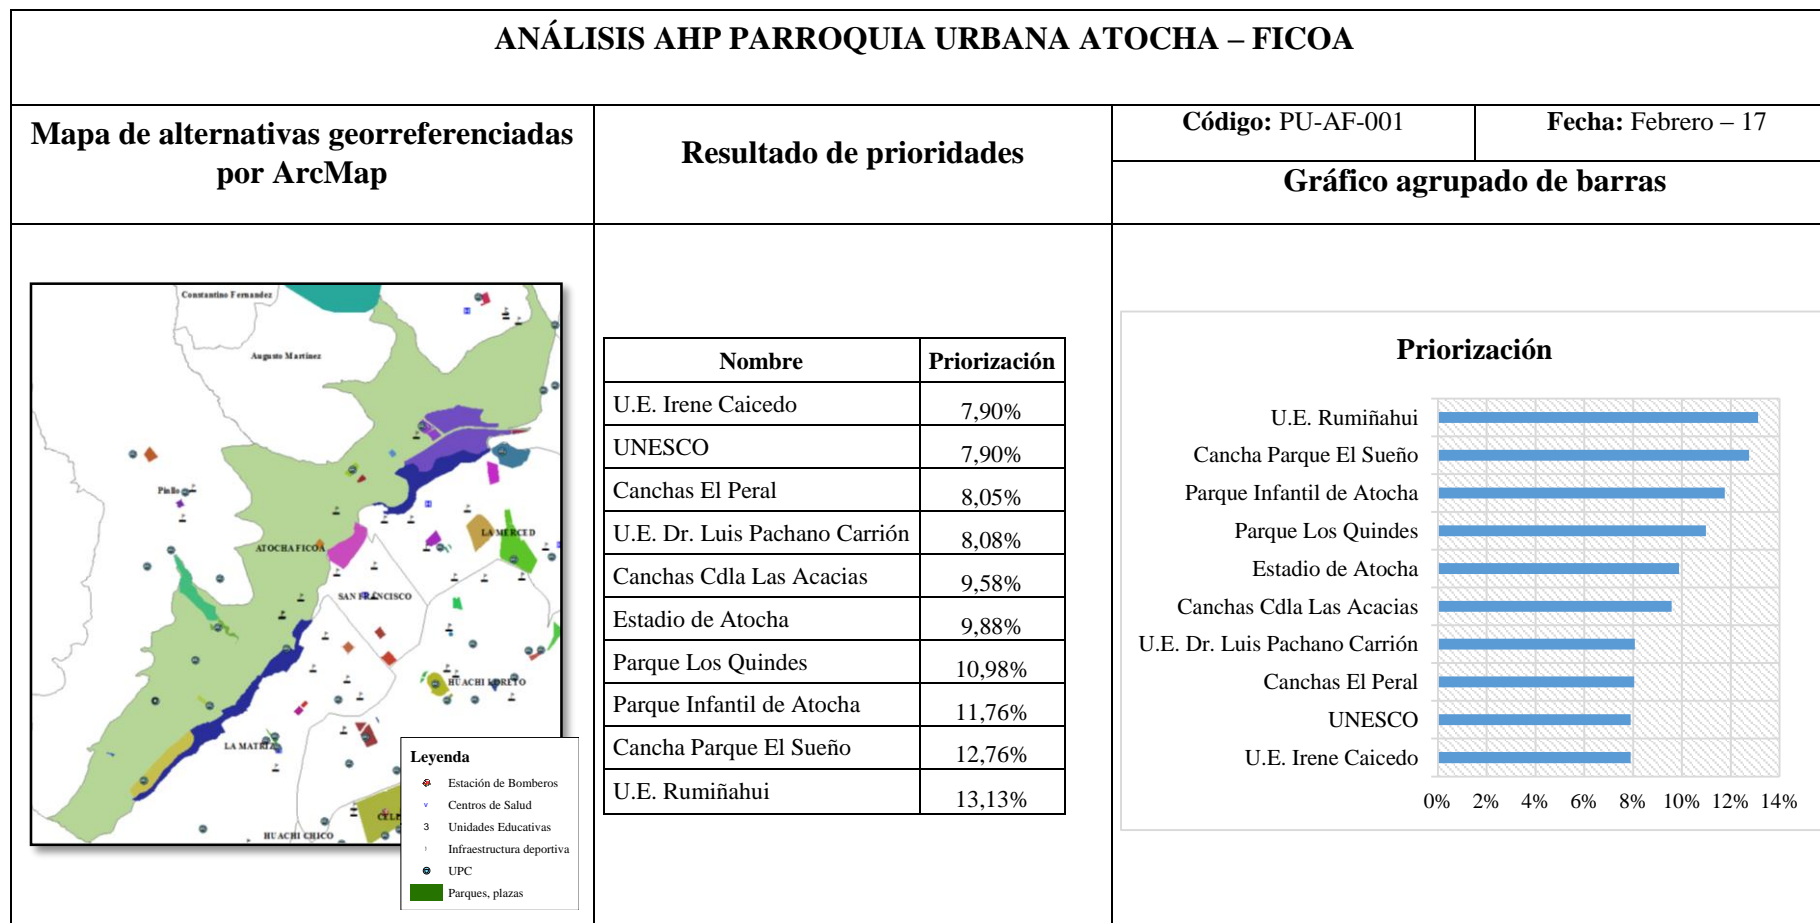 ANÁLISIS AHP PARROQUIA URBANA ATOCHA – FICOA
Mapa de alternativas georreferenciadas
por ArcMap
Resultado de prioridades
Código: PU-AF-001
Fecha: Febrero – 17
Gráfico agrupado de barras
Constantino Fernandez
Augusto Martínez
Pinllo
ATOCHA FICOA
LA MERCED
SAN FRANCISCO
HUACHI LORETO
LA MATRIZ
HUACHI CHICO
Leyenda
Estación de Bomberos
Centros de Salud
3 Unidades Educativas
Infraestructura deportiva
UPC
Parques, plazas
Nombre Priorización
U.E. Irene Caicedo 7,90%
UNESCO 7,90%
Canchas El Peral 8,05%
U.E. Dr. Luis Pachano Carrión 8,08%
Canchas Cdla Las Acacias 9,58%
Estadio de Atocha 9,88%
Parque Los Quindes 10,98%
Parque Infantil de Atocha 11,76%
Cancha Parque El Sueño 12,76%
U.E. Rumiñahui 13,13%
Priorización
U.E. Rumiñahui
Cancha Parque El Sueño
Parque Infantil de Atocha
Parque Los Quindes
Estadio de Atocha
Canchas Cdla Las Acacias
U.E. Dr. Luis Pachano Carrión
Canchas El Peral
UNESCO
U.E. Irene Caicedo
0% 2% 4% 6% 8% 10% 12% 14%